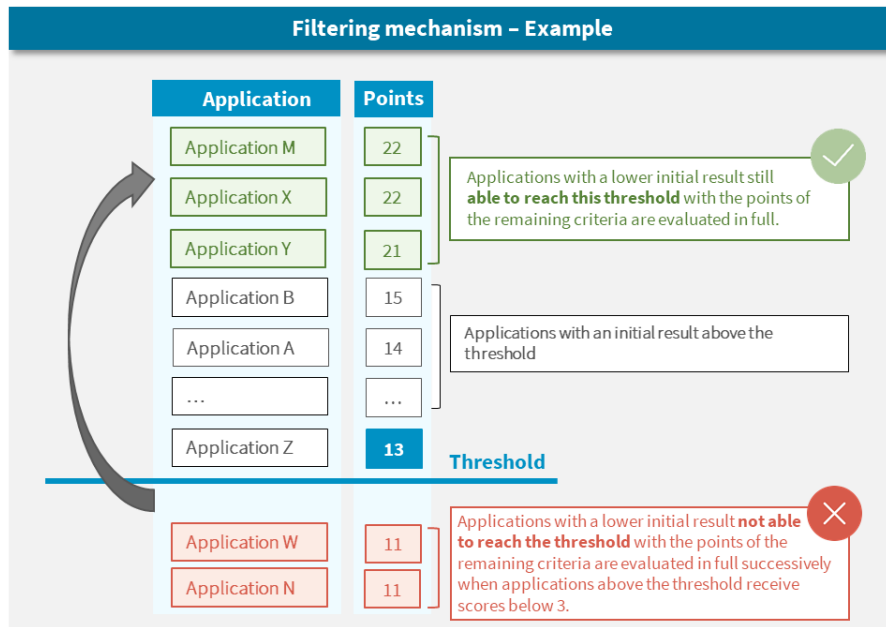 Filtering mechanism – Example
Application Points
Application M 22
Application X 22
Application Y 21
Applications with a lower initial result still
able to reach this threshold with the points of
the remaining criteria are evaluated in full.
Application B 15
Application A 14
... ...
Application Z 13
Applications with an initial result above the
threshold
Threshold
Application W 11
Application N 11
Applications with a lower initial result not able
to reach the threshold with the points of the
remaining criteria are evaluated in full successively
when applications above the threshold receive
scores below 3.